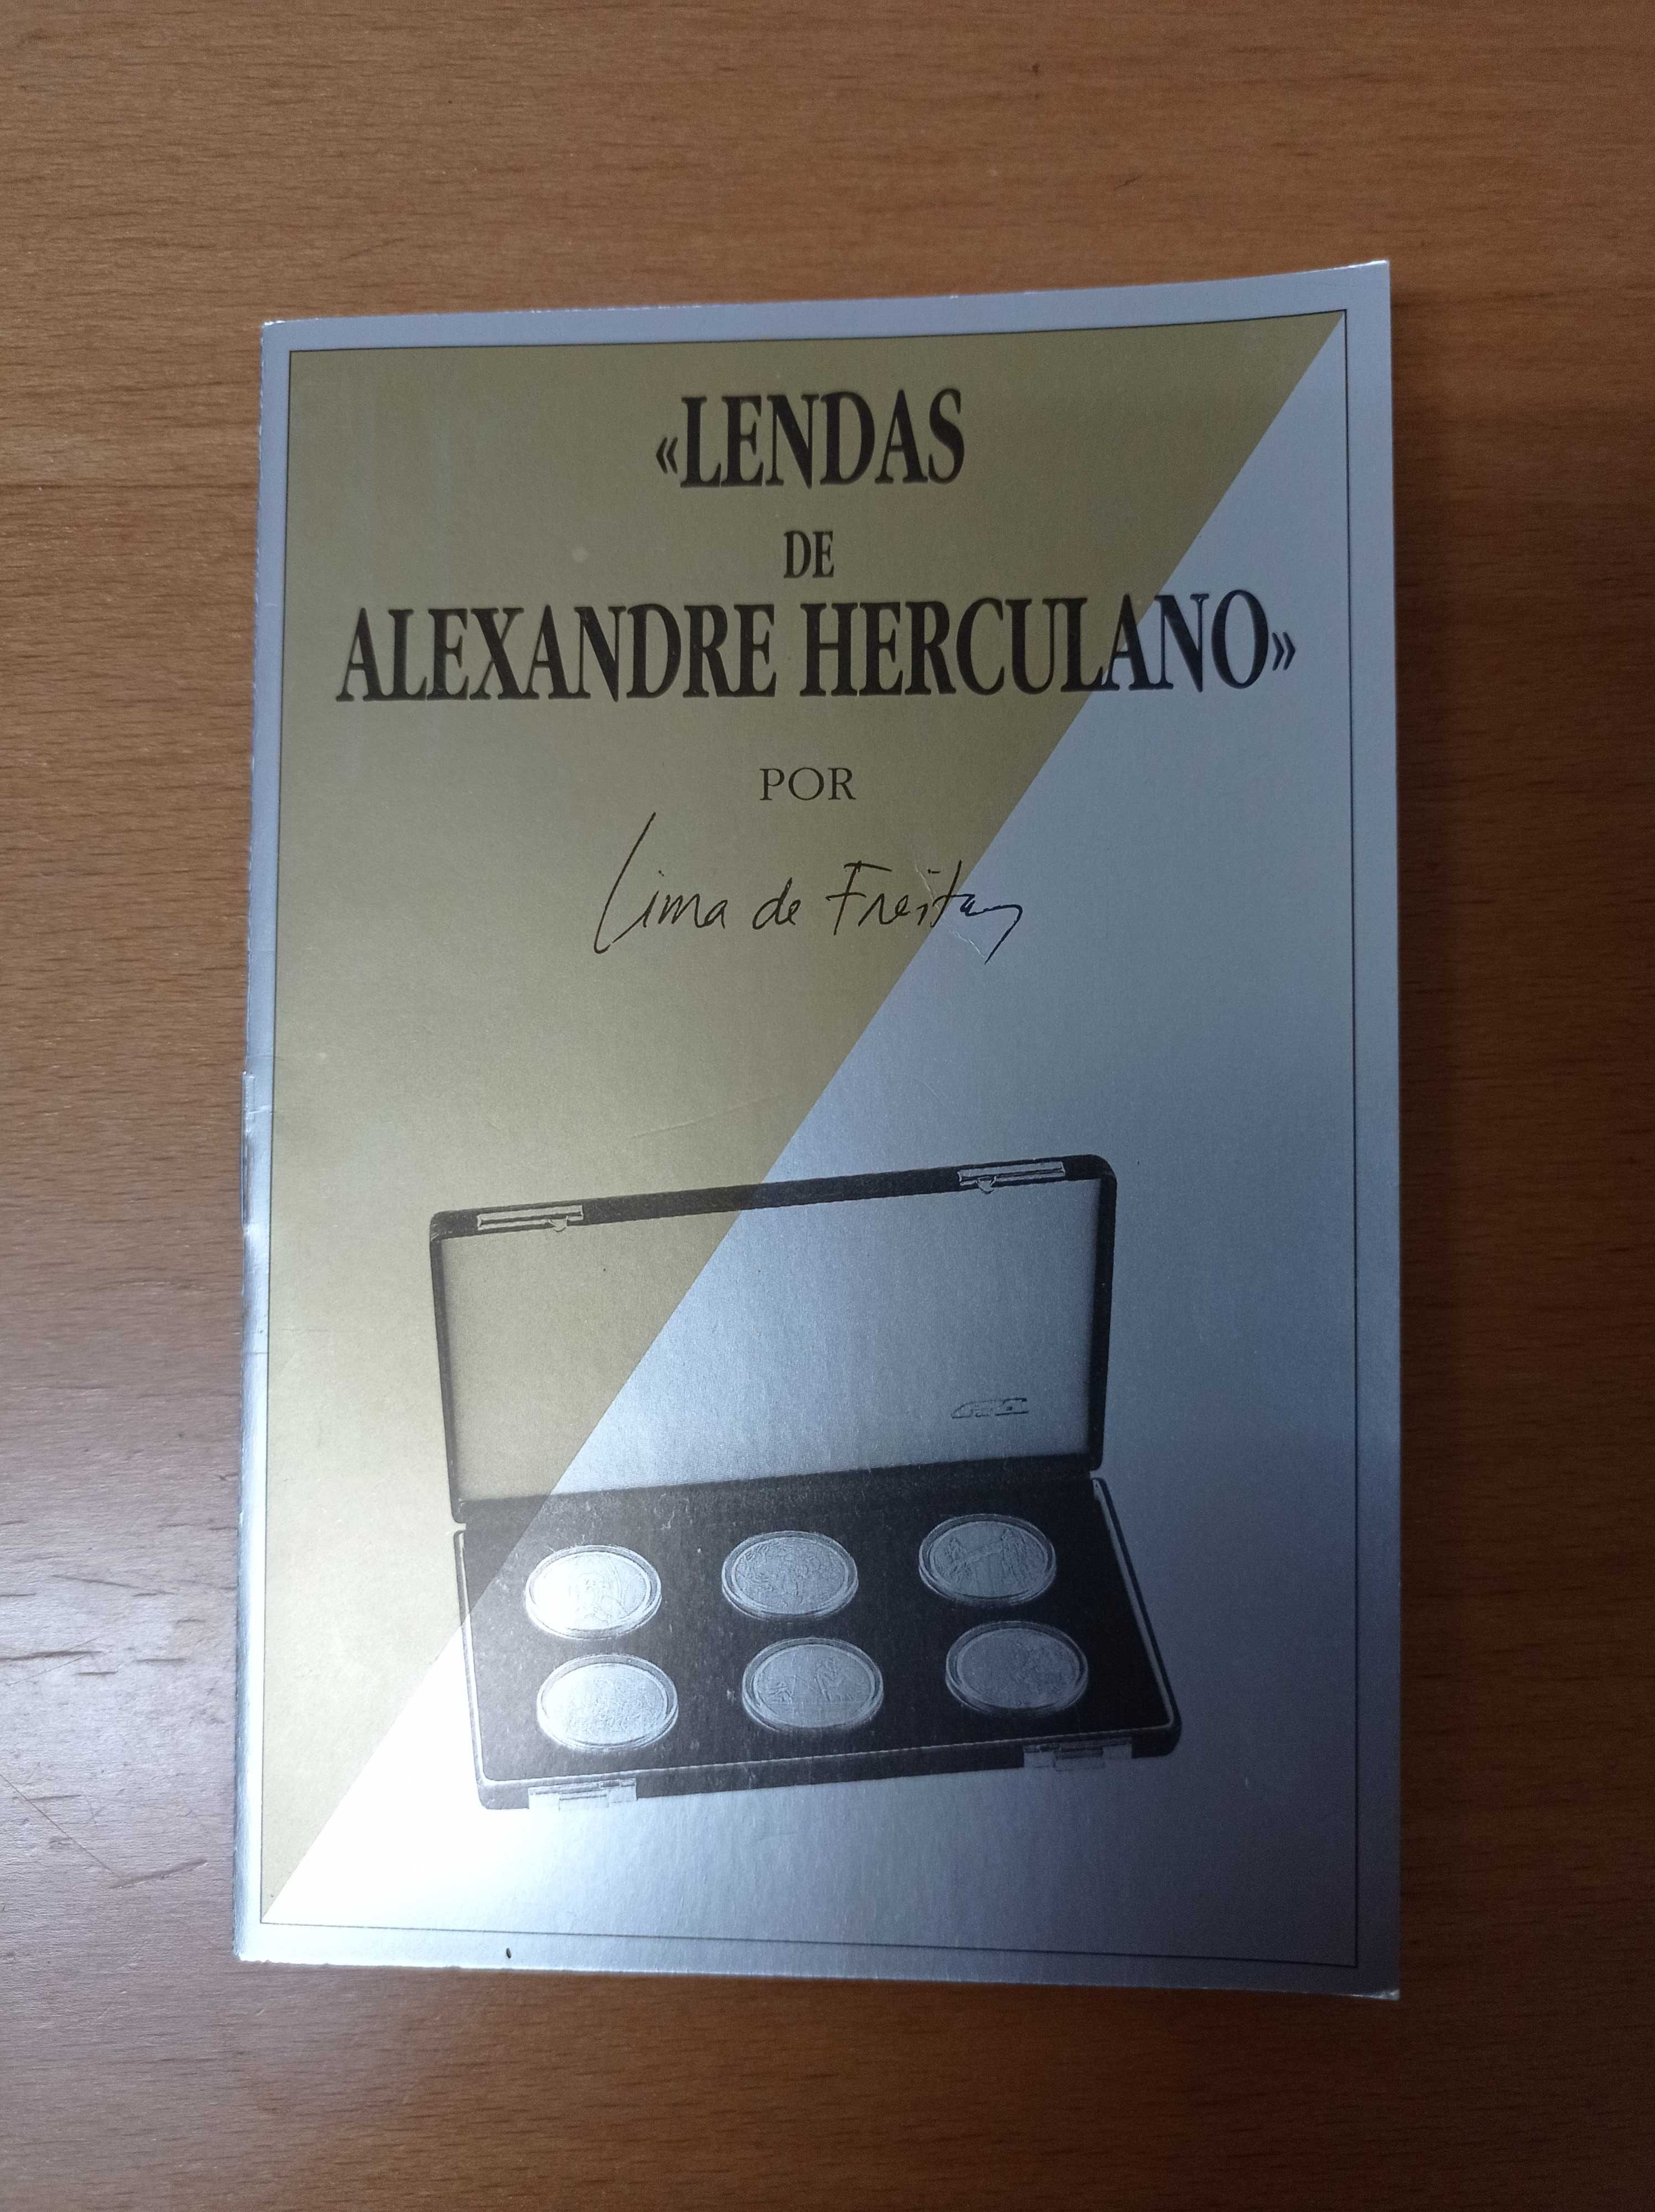 «LENDAS
DE
ALEXANDRE HERCULANO»
POR
Lima de Freitas